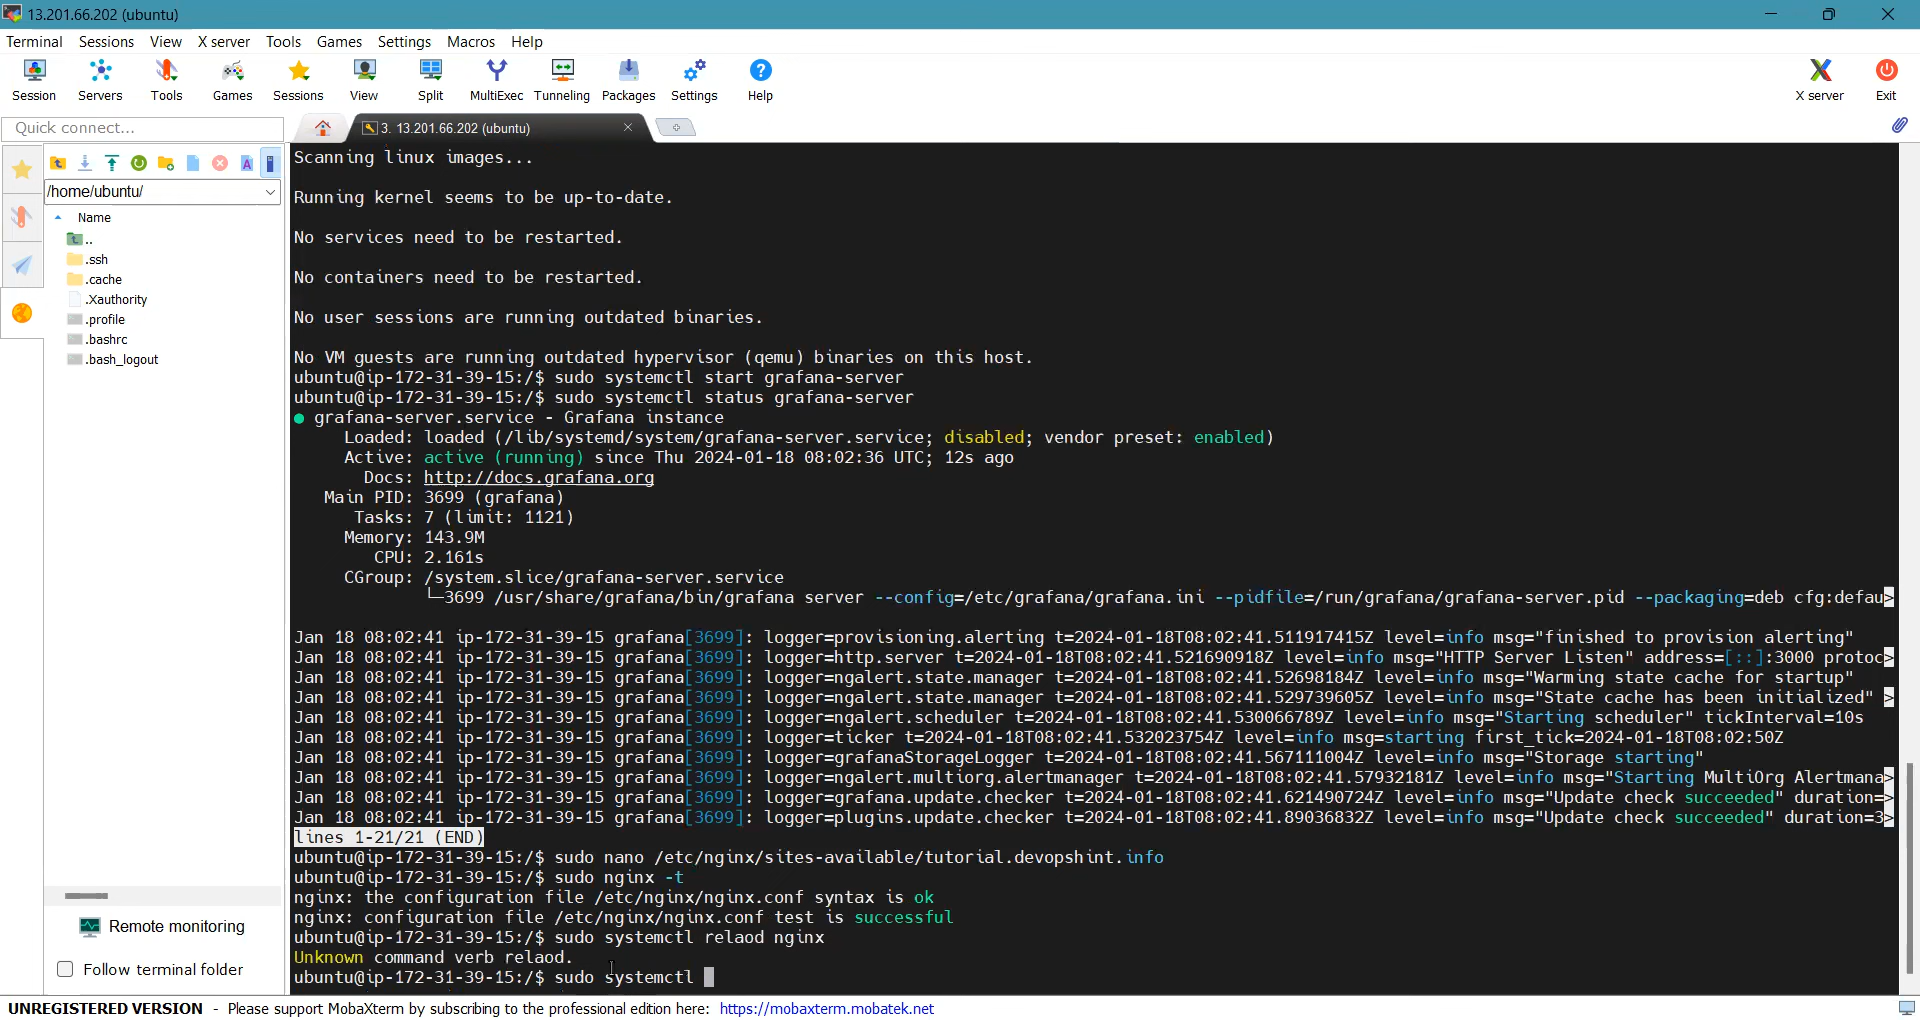 13.201.66.202 (ubuntu)
Terminal Sessions View X server Tools Games Settings Macros Help
Session Servers Tools Games Sessions View Split MultiExec Tunneling Packages Settings Help X server Exit
Quick connect...
3. 13.201.66.202 (ubuntu)
/home/ubuntu/
Name
..
.ssh
.cache
.Xauthority
.profile
.bashrc
.bash_logout
Remote monitoring
Follow terminal folder
Scanning linux images...
Running kernel seems to be up-to-date.
No services need to be restarted.
No containers need to be restarted.
No user sessions are running outdated binaries.
No VM guests are running outdated hypervisor (qemu) binaries on this host.
ubuntu@ip-172-31-39-15:/$ sudo systemctl start grafana-server
ubuntu@ip-172-31-39-15:/$ sudo systemctl status grafana-server
● grafana-server.service - Grafana instance
Loaded: loaded (/lib/systemd/system/grafana-server.service; disabled; vendor preset: enabled)
Active: active (running) since Thu 2024-01-18 08:02:36 UTC; 12s ago
Docs: http://docs.grafana.org
Main PID: 3699 (grafana)
Tasks: 7 (limit: 1121)
Memory: 143.9M
CPU: 2.161s
CGroup: /system.slice/grafana-server.service
└─3699 /usr/share/grafana/bin/grafana server --config=/etc/grafana/grafana.ini --pidfile=/run/grafana/grafana-server.pid --packaging=deb cfg:defau>
Jan 18 08:02:41 ip-172-31-39-15 grafana[3699]: logger=provisioning.alerting t=2024-01-18T08:02:41.511917415Z level=info msg="finished to provision alerting"
Jan 18 08:02:41 ip-172-31-39-15 grafana[3699]: logger=http.server t=2024-01-18T08:02:41.521690918Z level=info msg="HTTP Server Listen" address=[::]:3000 protoc>
Jan 18 08:02:41 ip-172-31-39-15 grafana[3699]: logger=ngalert.state.manager t=2024-01-18T08:02:41.52698184Z level=info msg="Warming state cache for startup"
Jan 18 08:02:41 ip-172-31-39-15 grafana[3699]: logger=ngalert.state.manager t=2024-01-18T08:02:41.529739605Z level=info msg="State cache has been initialized" >
Jan 18 08:02:41 ip-172-31-39-15 grafana[3699]: logger=ngalert.scheduler t=2024-01-18T08:02:41.530066789Z level=info msg="Starting scheduler" tickInterval=10s
Jan 18 08:02:41 ip-172-31-39-15 grafana[3699]: logger=ticker t=2024-01-18T08:02:41.532023754Z level=info msg=starting first_tick=2024-01-18T08:02:50Z
Jan 18 08:02:41 ip-172-31-39-15 grafana[3699]: logger=grafanaStorageLogger t=2024-01-18T08:02:41.567111004Z level=info msg="Storage starting"
Jan 18 08:02:41 ip-172-31-39-15 grafana[3699]: logger=ngalert.multiorg.alertmanager t=2024-01-18T08:02:41.57932181Z level=info msg="Starting MultiOrg Alertmana>
Jan 18 08:02:41 ip-172-31-39-15 grafana[3699]: logger=grafana.update.checker t=2024-01-18T08:02:41.621490724Z level=info msg="Update check succeeded" duration=>
Jan 18 08:02:41 ip-172-31-39-15 grafana[3699]: logger=plugins.update.checker t=2024-01-18T08:02:41.89036832Z level=info msg="Update check succeeded" duration=3>
lines 1-21/21 (END)
ubuntu@ip-172-31-39-15:/$ sudo nano /etc/nginx/sites-available/tutorial.devopshint.info
ubuntu@ip-172-31-39-15:/$ sudo nginx -t
nginx: the configuration file /etc/nginx/nginx.conf syntax is ok
nginx: configuration file /etc/nginx/nginx.conf test is successful
ubuntu@ip-172-31-39-15:/$ sudo systemctl relaod nginx
Unknown command verb relaod.
ubuntu@ip-172-31-39-15:/$ sudo systemctl
UNREGISTERED VERSION - Please support MobaXterm by subscribing to the professional edition here: https://mobaxterm.mobatek.net